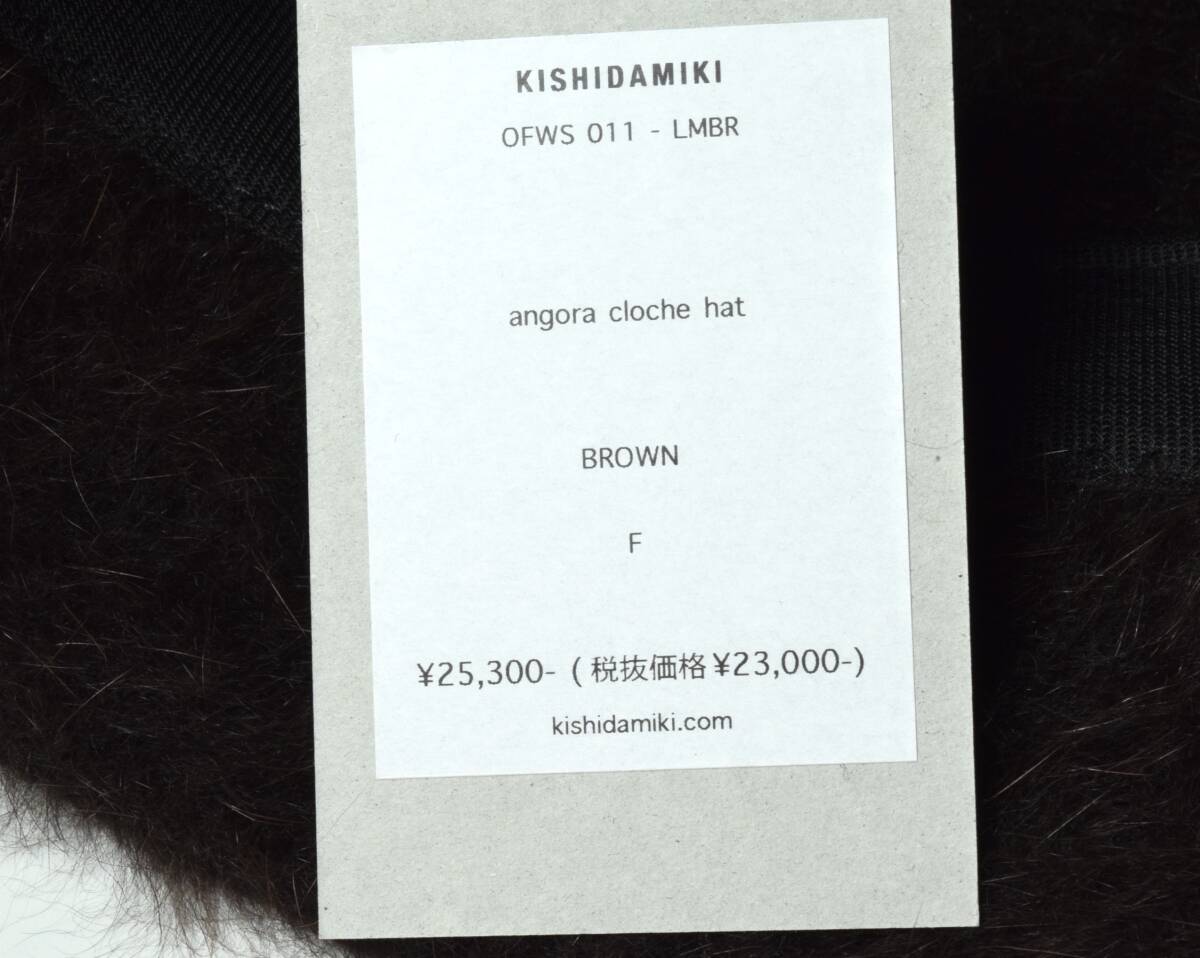 KISHIDAMIKI
OFWS 011 - LMBR
angora cloche hat
BROWN
F
¥25,300- ( 税抜価格 ¥23,000-)
kishidamiki.com